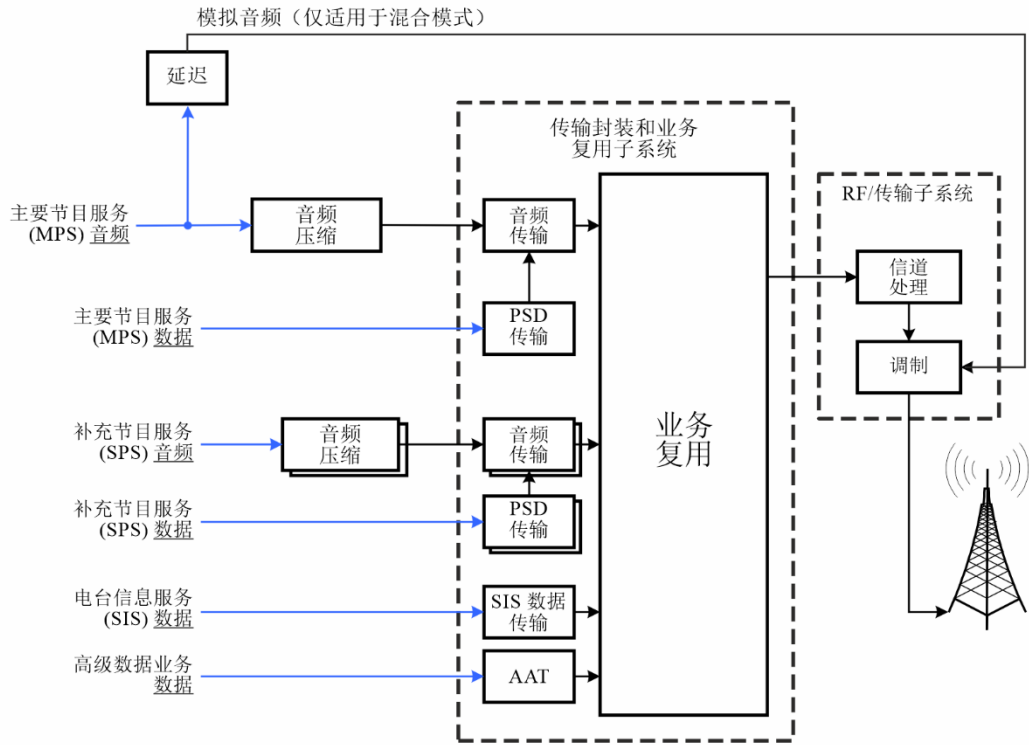 模拟音频（仅适用于混合模式）
延迟
传输封装和业务
复用子系统
RF/传输子系统
主要节目服务
(MPS) 音频
音频
压缩
音频
传输
信道
处理
主要节目服务
(MPS) 数据
PSD
传输
调制
补充节目服务
(SPS) 音频
音频
压缩
音频
传输
业务
复用
补充节目服务
(SPS) 数据
PSD
传输
电台信息服务
(SIS) 数据
SIS 数据
传输
高级数据业务
数据
AAT